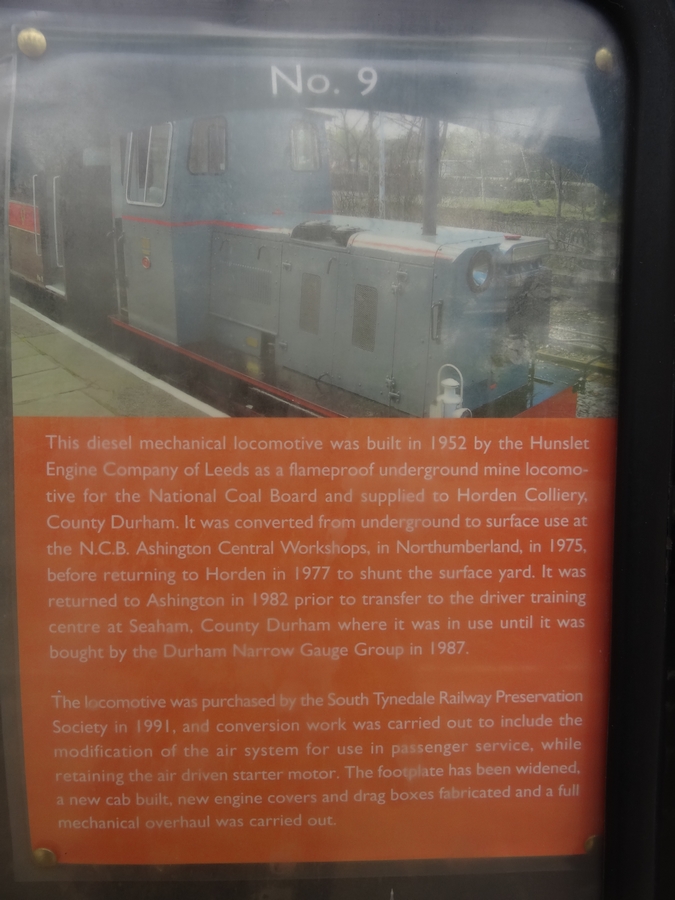 No. 9
This diesel mechanical locomotive was built in 1952 by the Hunslet
Engine Company of Leeds as a flameproof underground mine locomo-
tive for the National Coal Board and supplied to Horden Colliery,
County Durham. It was converted from underground to surface use at
the N.C.B. Ashington Central Workshops, in Northumberland, in 1975,
before returning to Horden in 1977 to shunt the surface yard. It was
returned to Ashington in 1982 prior to transfer to the driver training
centre at Seaham, County Durham where it was in use until it was
bought by the Durham Narrow Gauge Group in 1987.
The locomotive was purchased by the South Tynedale Railway Preservation
Society in 1991, and conversion work was carried out to include the
modification of the air system for use in passenger service, while
retaining the air driven starter motor. The footplate has been widened,
a new cab built, new engine covers and drag boxes fabricated and a full
mechanical overhaul was carried out.